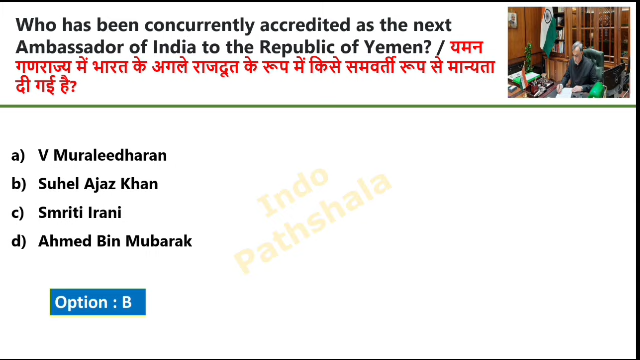 Who has been concurrently accredited as the next
Ambassador of India to the Republic of Yemen? / यमन
गणराज्य में भारत के अगले राजदूत के रूप में किसे समवर्ती रूप से मान्यता
दी गई है?
a) V Muraleedharan
b) Suhel Ajaz Khan
c) Smriti Irani
d) Ahmed Bin Mubarak
Indo
Pathshala
Option : B